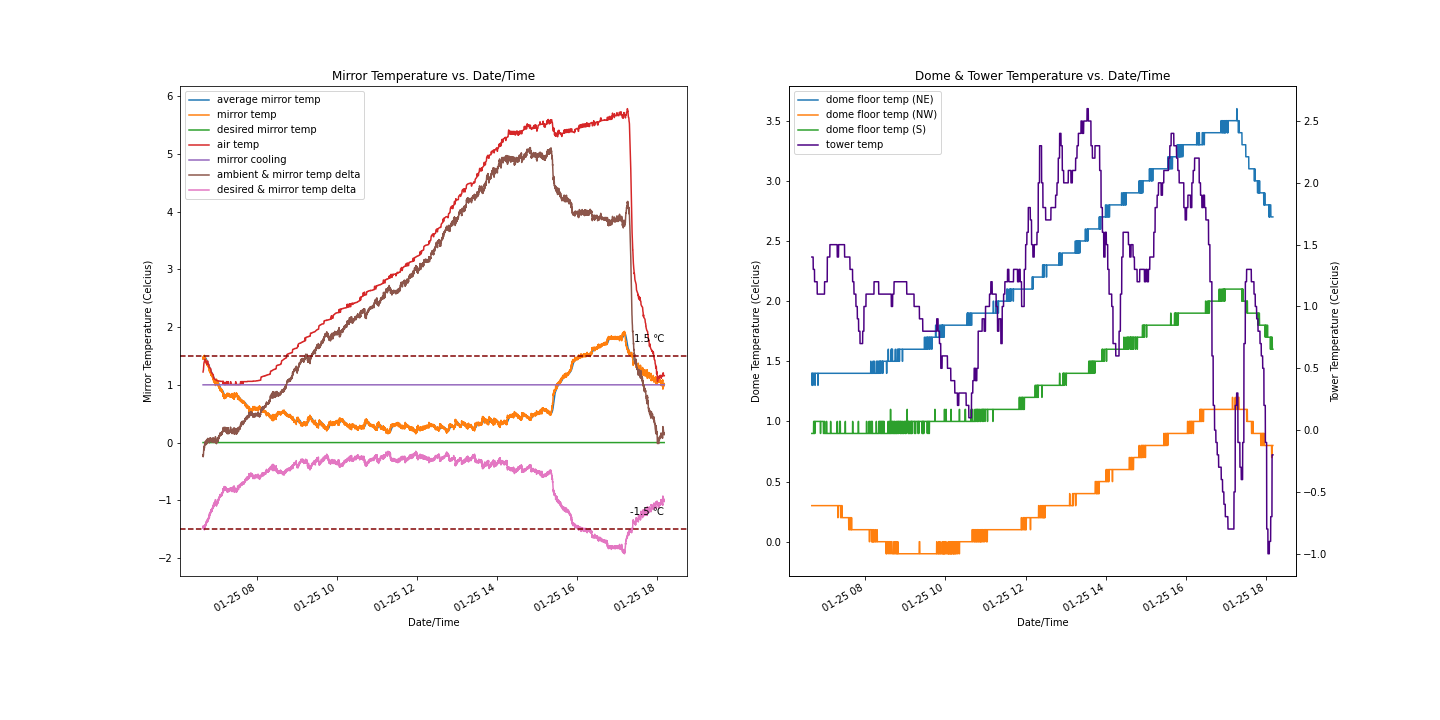 Mirror Temperature vs. Date/Time
average mirror temp
mirror temp
desired mirror temp
air temp
mirror cooling
ambient & mirror temp delta
desired & mirror temp delta
6
5
4
3
2
1
0
−1
−2
Mirror Temperature (Celcius)
1.5 °C
-1.5 °C
01-25 08
01-25 10
01-25 12
01-25 14
01-25 16
01-25 18
Date/Time
Dome & Tower Temperature vs. Date/Time
dome floor temp (NE)
dome floor temp (NW)
dome floor temp (S)
tower temp
3.5
3.0
2.5
2.0
1.5
1.0
0.5
0.0
Dome Temperature (Celcius)
2.5
2.0
1.5
1.0
0.5
0.0
−0.5
−1.0
Tower Temperature (Celcius)
01-25 08
01-25 10
01-25 12
01-25 14
01-25 16
01-25 18
Date/Time